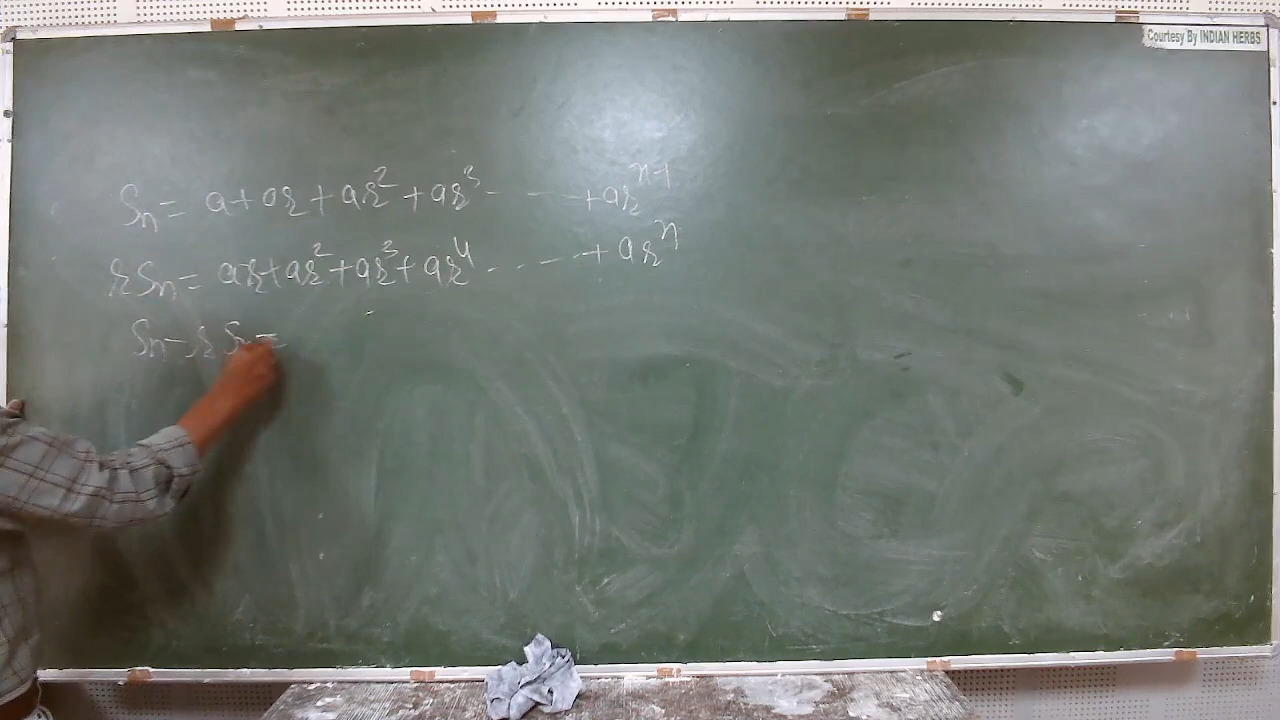 Courtesy By INDIAN HERBS
Sn = a + ar + ar² + ar³ - - - - - + arⁿ⁻¹
rSn = ar + ar² + ar³ + ar⁴ - - - - - + arⁿ
Sn - r Sn =